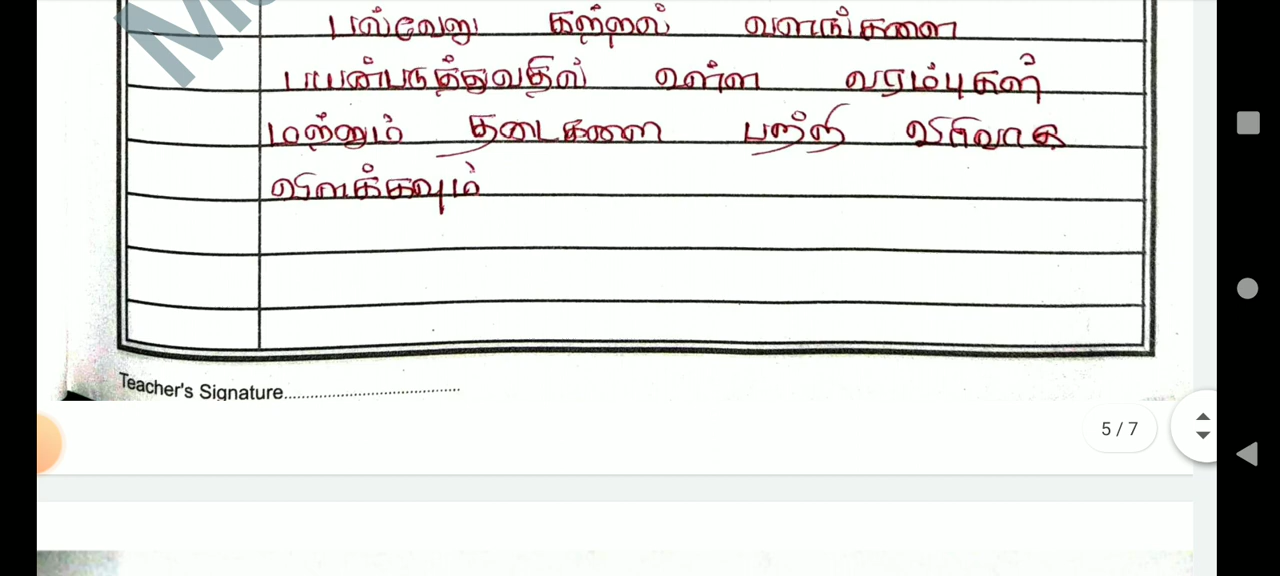 பல்வேறு கற்றல் வளங்களை
பயன்படுத்துவதில் உள்ள வரம்புகள்
மற்றும் தடைகளை பற்றி விரிவாக
விளக்கவும்
Teacher's Signature
5 / 7